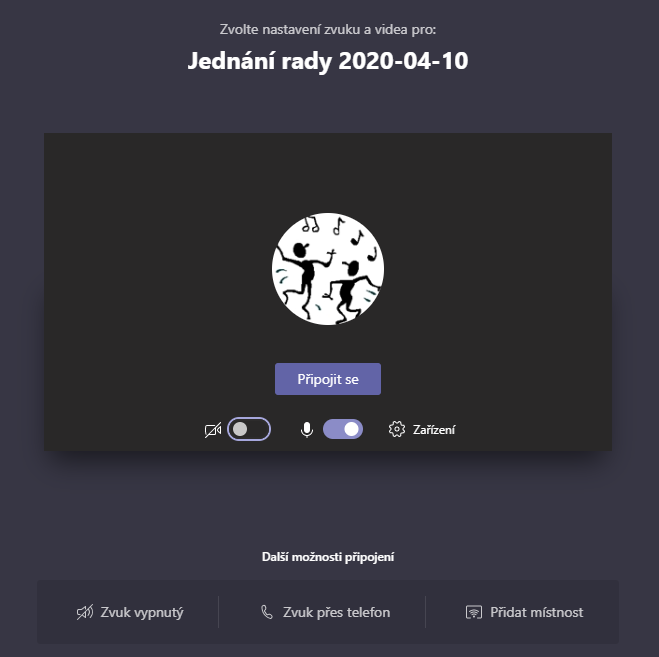 Zvolte nastavení zvuku a videa pro:
Jednání rady 2020-04-10
Připojit se
Zařízení
Další možnosti připojení
Zvuk vypnutý
Zvuk přes telefon
Přidat místnost